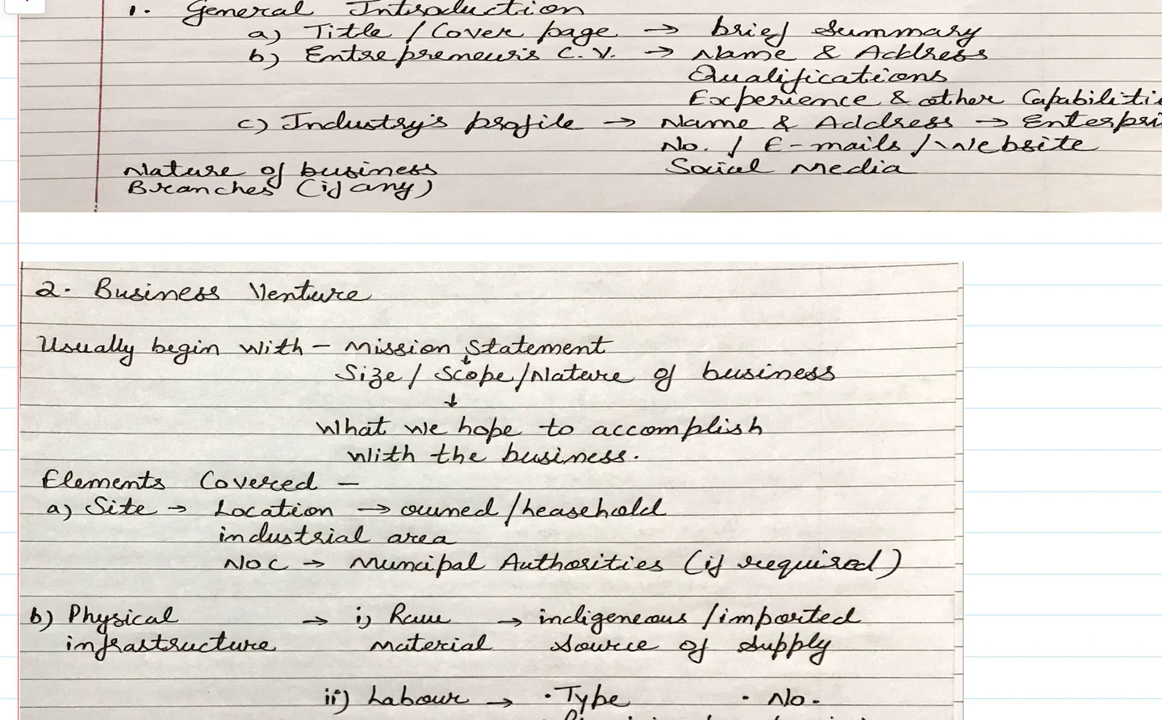 1. General Introduction
a) Title / Cover page → brief Summary
b) Entrepreneur's C.V. → Name & Address
Qualifications
Experience & other
c) Industry's profile → Name & Address →
No. / E-mails / Website
Nature of business Social Media
Branches (if any)
2. Business Venture
Usually begin with – Mission Statement
↓
Size / Scope / Nature of business
↓
What we hope to accomplish
With the business.
Elements Covered –
a) Site → Location → owned / leasehold
industrial area
NOC → Muncipal Authorities (if required)
b) Physical → i) Raw → indigeneous / imported
infrastructure material source of supply
ii) Labour → • Type • No.